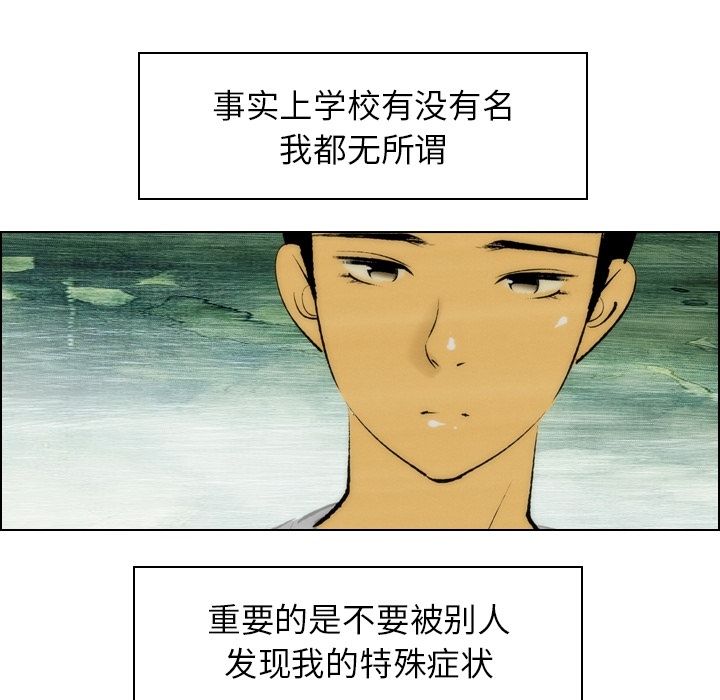 事实上学校有没有名
我都无所谓
重要的是不要被别人
发现我的特殊症状